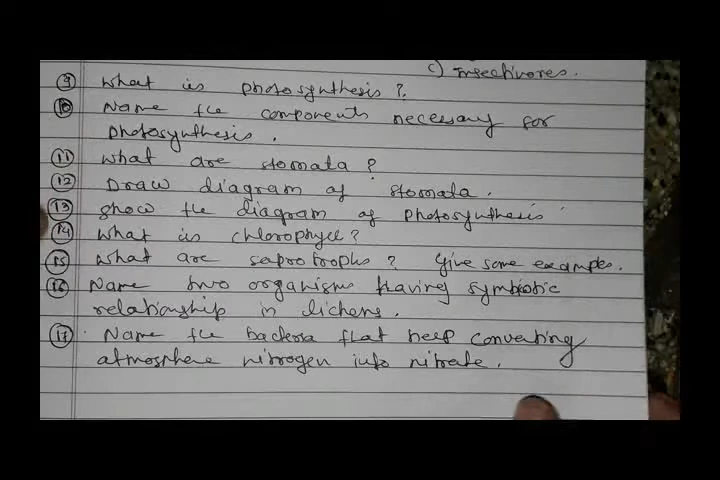 c) Insectivores.
9 What is photosynthesis?
10 Name the components necessary for
photosynthesis.
11 What are stomata?
12 Draw diagram of stomata.
13 Show the diagram of photosynthesis
14 What is chlorophyll?
15 What are saprotrophs? Give some examples.
16 Name two organisms having symbiotic
relationship in lichens.
17 Name the bacteria that help converting
atmosphere nitrogen into nitrate.